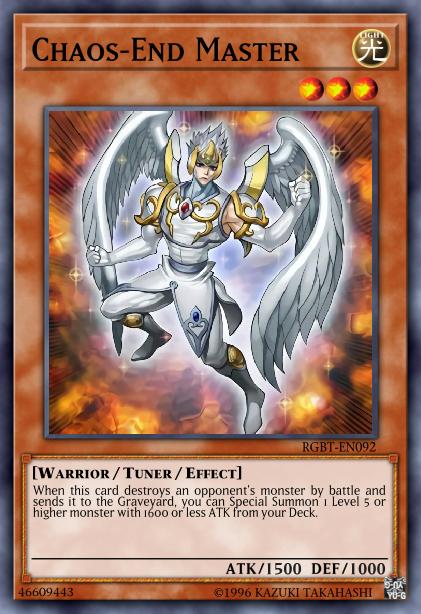 Chaos-End Master
LIGHT
光
RGBT-EN092
[Warrior / Tuner / Effect]
When this card destroys an opponent's monster by battle and
sends it to the Graveyard, you can Special Summon 1 Level 5 or
higher monster with 1600 or less ATK from your Deck.
ATK/1500 DEF/1000
46609443
©1996 KAZUKI TAKAHASHI